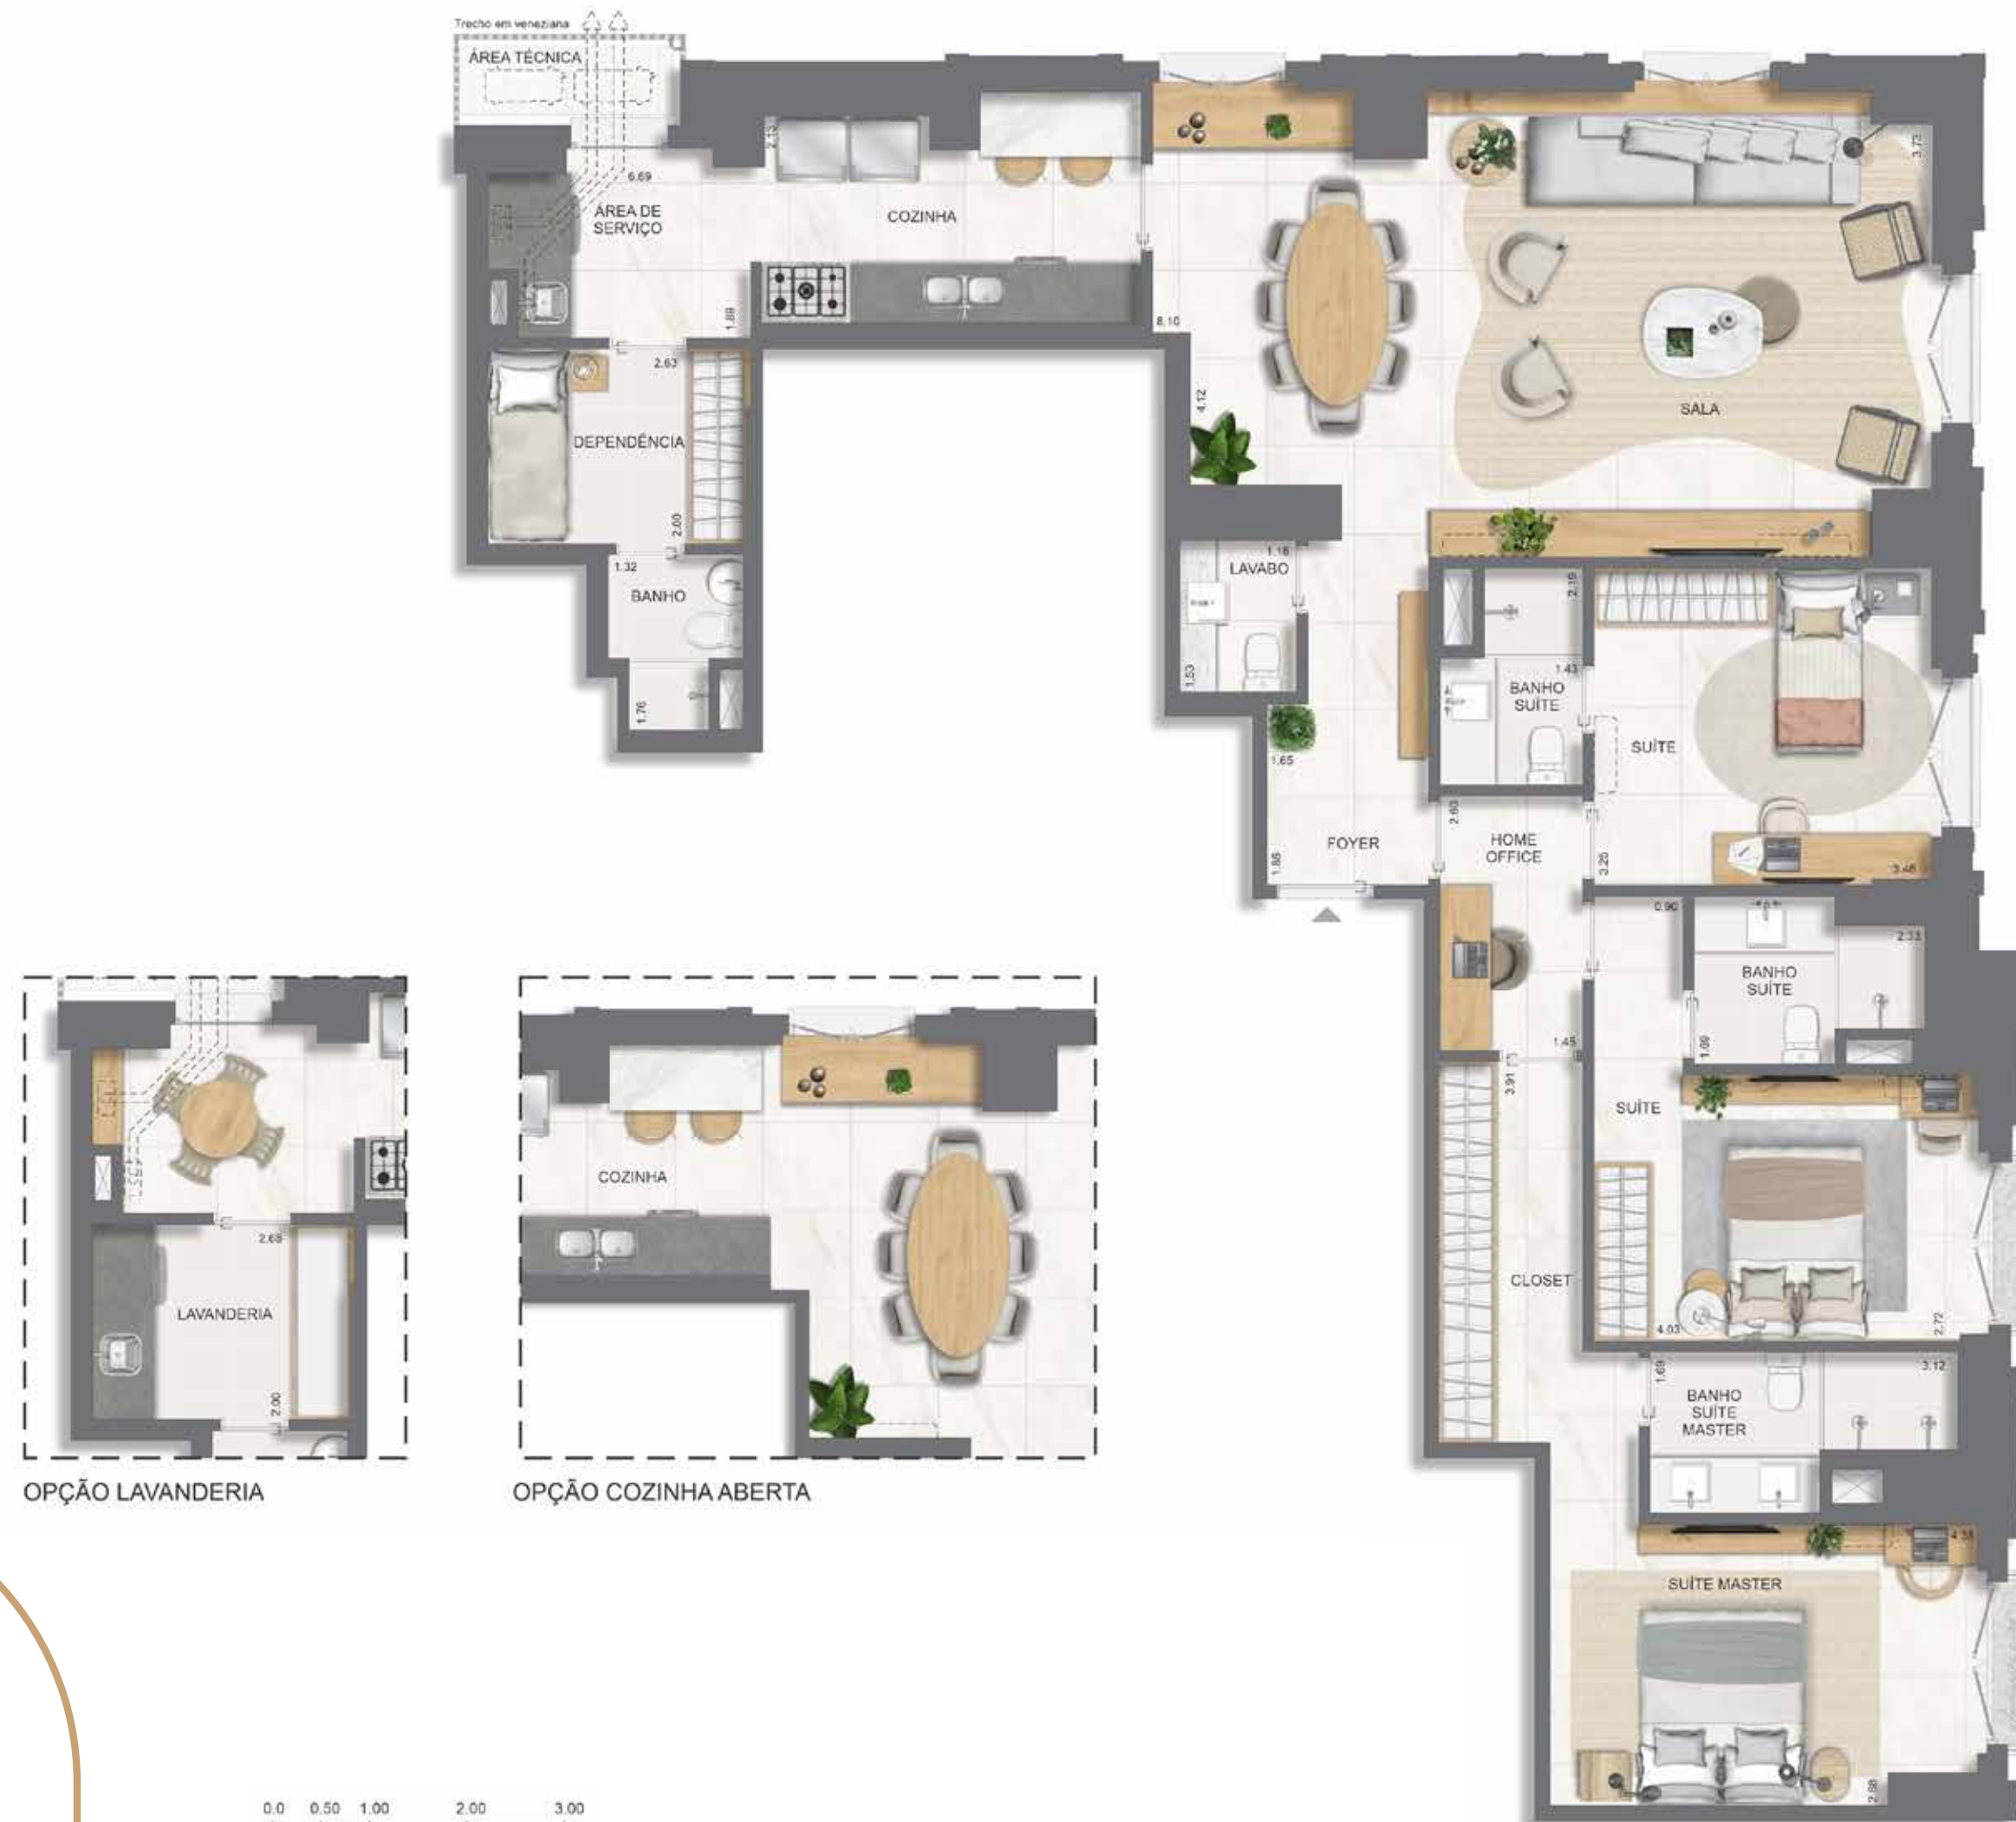 Trecho em veneziana
ÁREA TÉCNICA
2.15
6.69
ÁREA DE
SERVIÇO
COZINHA
3.73
1.89
8.10
2.63
4.12
SALA
DEPENDÊNCIA
2.00
1.32
BANHO
1.76
1.16
LAVABO
1.53
2.10
1.43
BANHO
SUÍTE
SUÍTE
1.65
2.60
FOYER
HOME
OFFICE
1.86
3.25
3.46
0.90
2.33
BANHO
SUÍTE
1.45
1.69
3.91
SUÍTE
CLOSET
4.03
2.72
1.69
3.12
BANHO
SUÍTE
MASTER
4.38
SUÍTE MASTER
2.88
2.68
LAVANDERIA
2.00
OPÇÃO LAVANDERIA
COZINHA
OPÇÃO COZINHA ABERTA
0.0 0.50 1.00 2.00 3.00